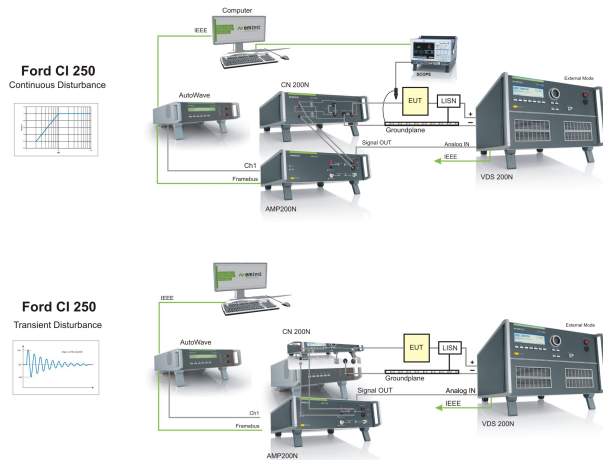 Computer
IEEE
emtest
Ford CI 250
Continuous Disturbance
SCOPE
External Mode
AutoWave
CN 200N
EUT
LISN
+
–
Groundplane
Signal OUT
Analog IN
Ch1
IEEE
Framebus
VDS 200N
AMP200N
emtest
IEEE
Ford CI 250
Transient Disturbance
CN 200N
External Mode
AutoWave
EUT
LISN
+
–
Groundplane
Signal OUT
Analog IN
IEEE
Ch1
Framebus
VDS 200N
AMP200N